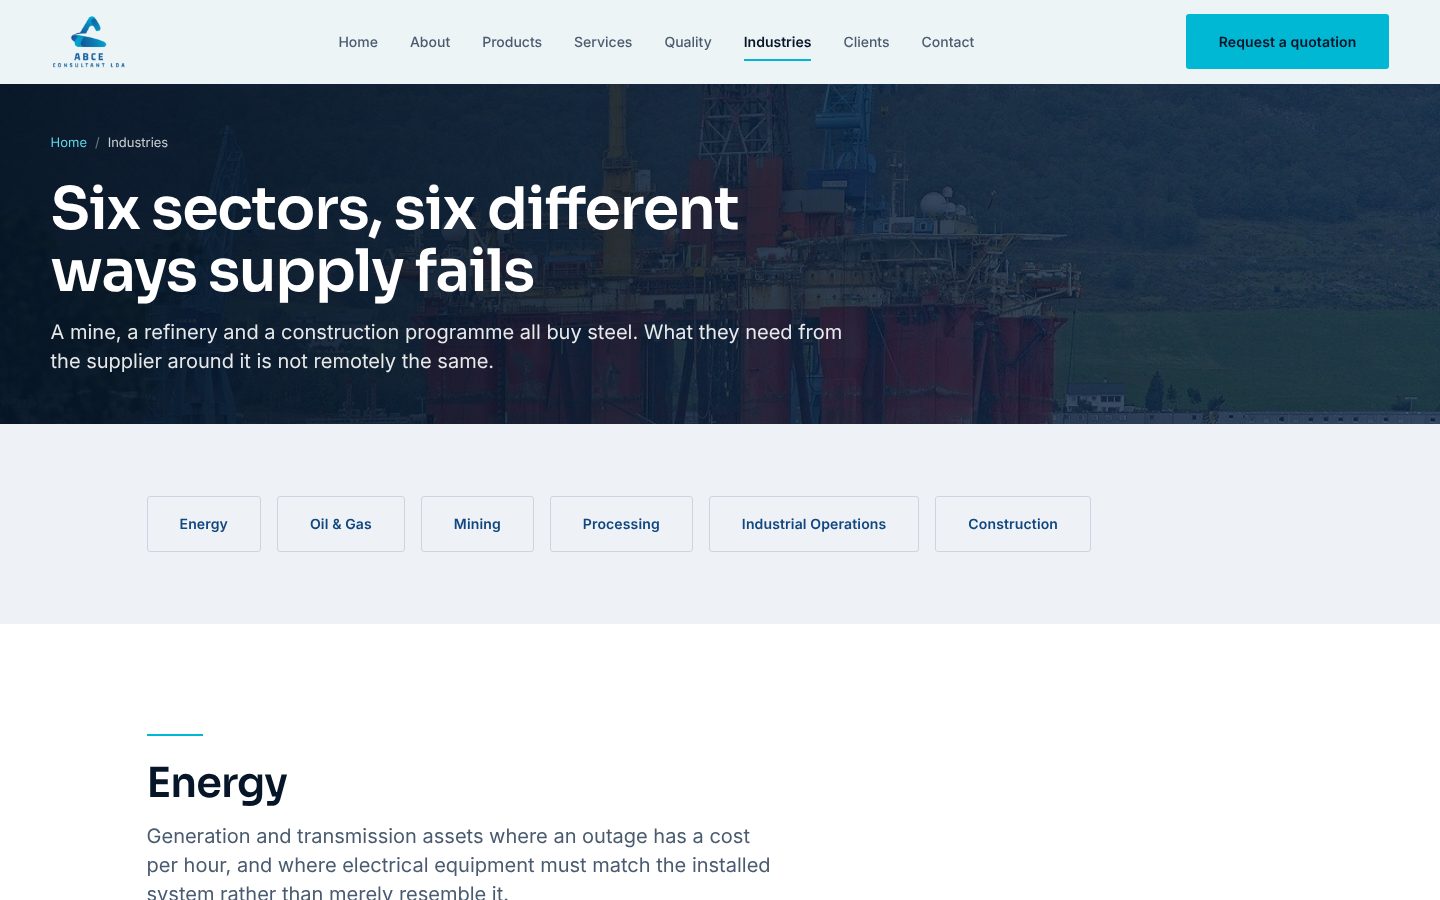 ABCE
CONSULTANT LDA
Home
About
Products
Services
Quality
Industries
Clients
Contact
Request a quotation
Home / Industries
Six sectors, six different
ways supply fails
A mine, a refinery and a construction programme all buy steel. What they need from
the supplier around it is not remotely the same.
Energy
Oil & Gas
Mining
Processing
Industrial Operations
Construction
Energy
Generation and transmission assets where an outage has a cost
per hour, and where electrical equipment must match the installed
system rather than merely resemble it.